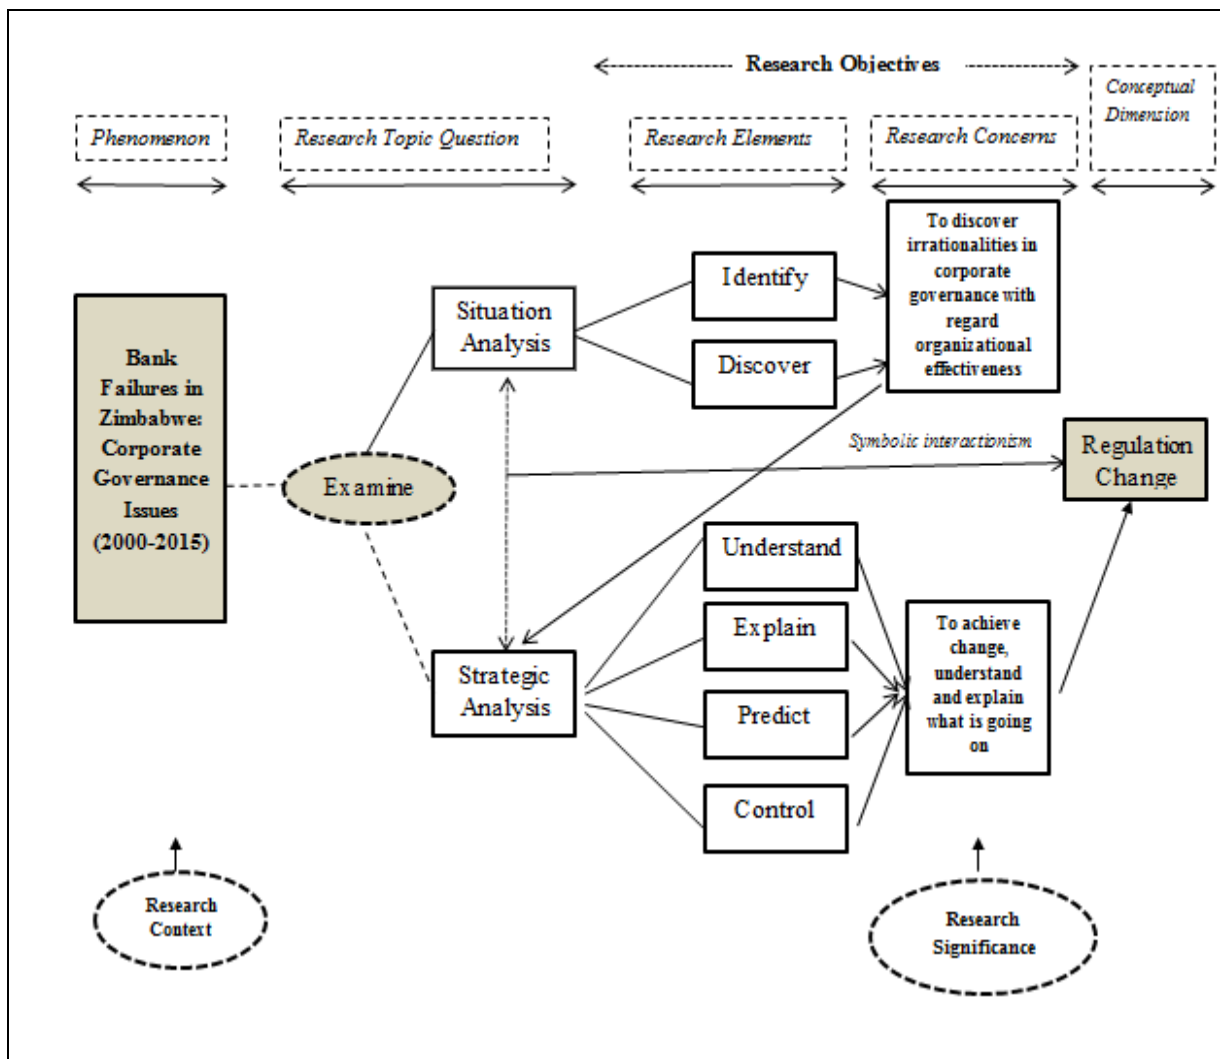 Research Objectives
Conceptual
Dimension
Phenomenon
Research Topic Question
Research Elements
Research Concerns
To discover
irrationalities in
corporate
governance with
regard
organizational
effectiveness
Identify
Situation
Analysis
Discover
Bank
Failures in
Zimbabwe:
Corporate
Governance
Issues
(2000-2015)
Examine
Symbolic interactionism
Regulation
Change
Understand
Explain
Strategic
Analysis
Predict
Control
To achieve
change,
understand
and explain
what is going
on
Research
Context
Research
Significance